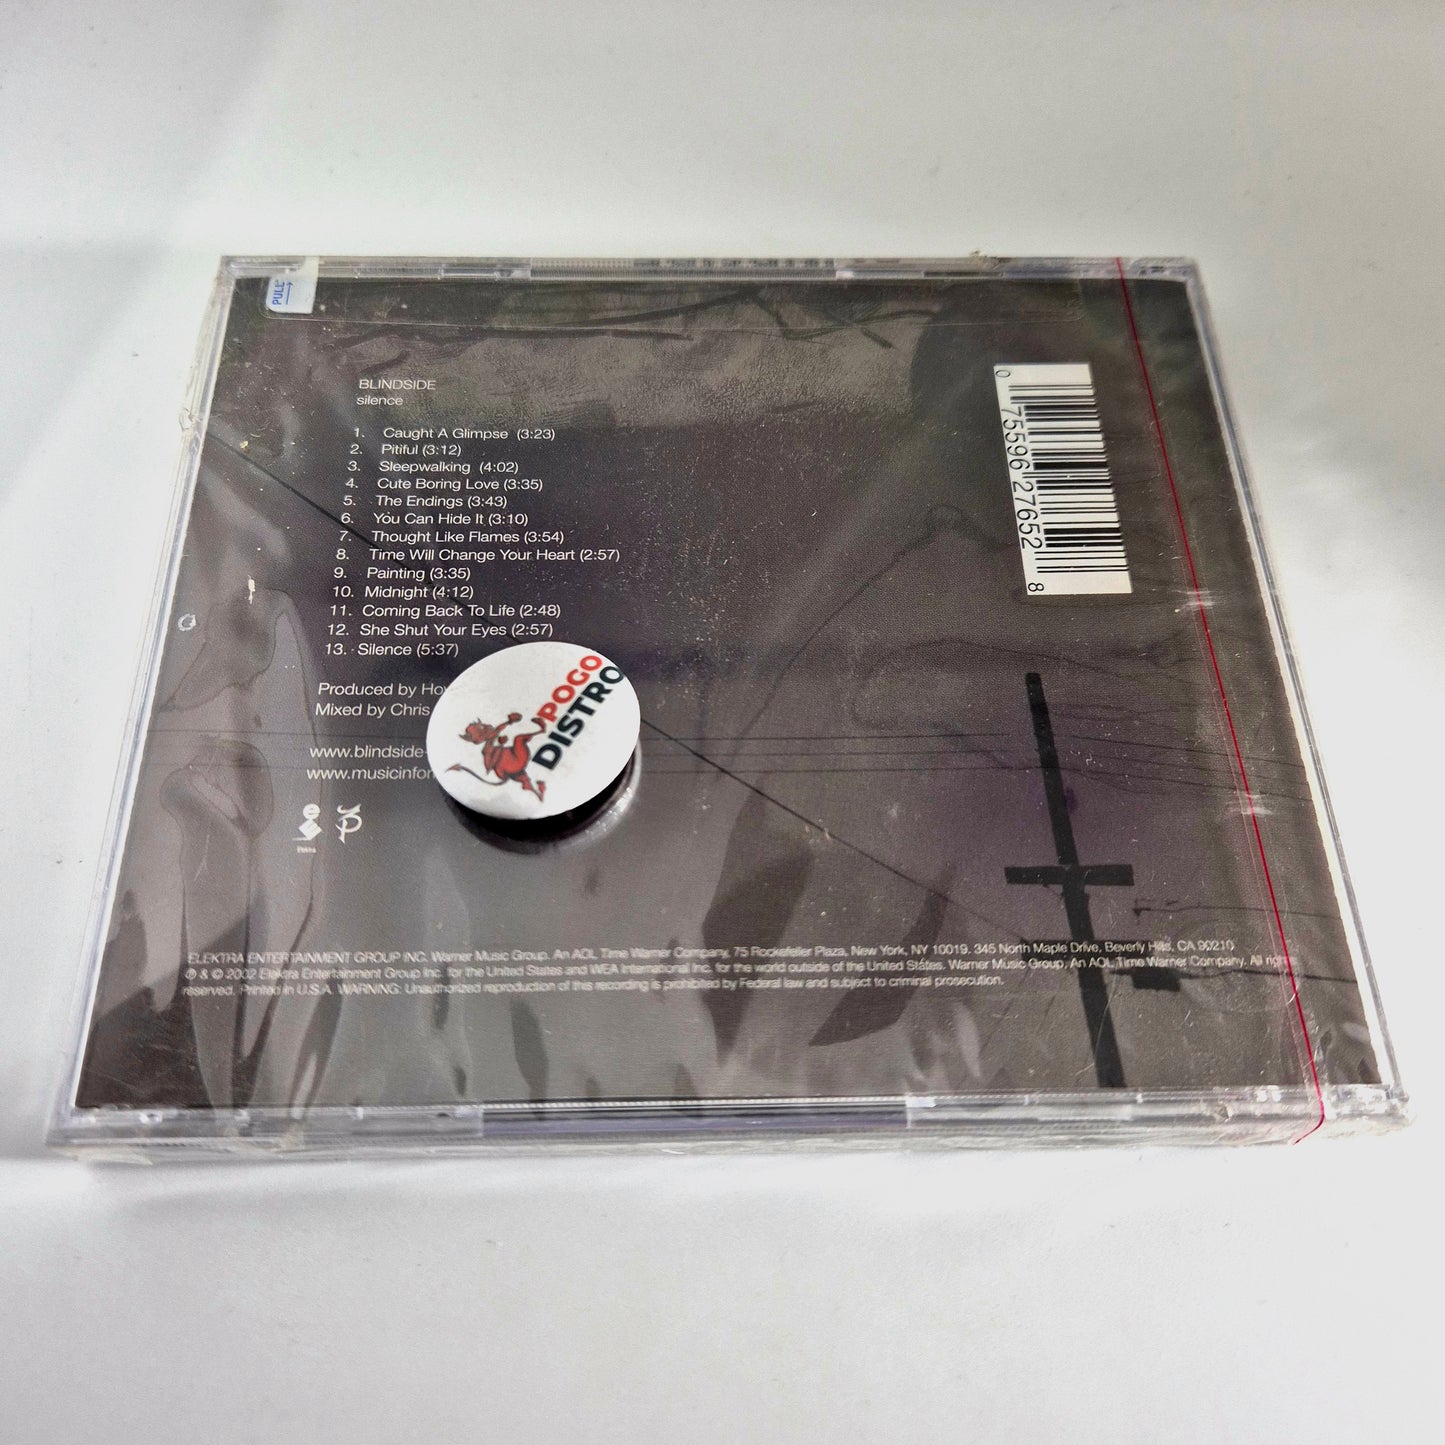 PULL
BLINDSIDE
silence
1. Caught A Glimpse (3:23)
2. Pitiful (3:12)
3. Sleepwalking (4:02)
4. Cute Boring Love (3:35)
5. The Endings (3:43)
6. You Can Hide It (3:10)
7. Thought Like Flames (3:54)
8. Time Will Change Your Heart (2:57)
9. Painting (3:35)
10. Midnight (4:12)
11. Coming Back To Life (2:48)
12. She Shut Your Eyes (2:57)
13. Silence (5:37)
Produced by Ho
Mixed by Chris
www.blindside-
www.musicinfor
POGO
DISTRO
0 75596 27652 8
ELEKTRA ENTERTAINMENT GROUP INC. Warner Music Group. An AOL Time Warner Company, 75 Rockefeller Plaza, New York, NY 10019. 345 North Maple Drive, Beverly Hills, CA 90210
℗ & © 2002 Elektra Entertainment Group Inc. for the United States and WEA International Inc. for the world outside of the United States. Warner Music Group, An AOL Time Warner Company. All rights
reserved. Printed in U.S.A. WARNING: Unauthorized reproduction of this recording is prohibited by Federal law and subject to criminal prosecution.